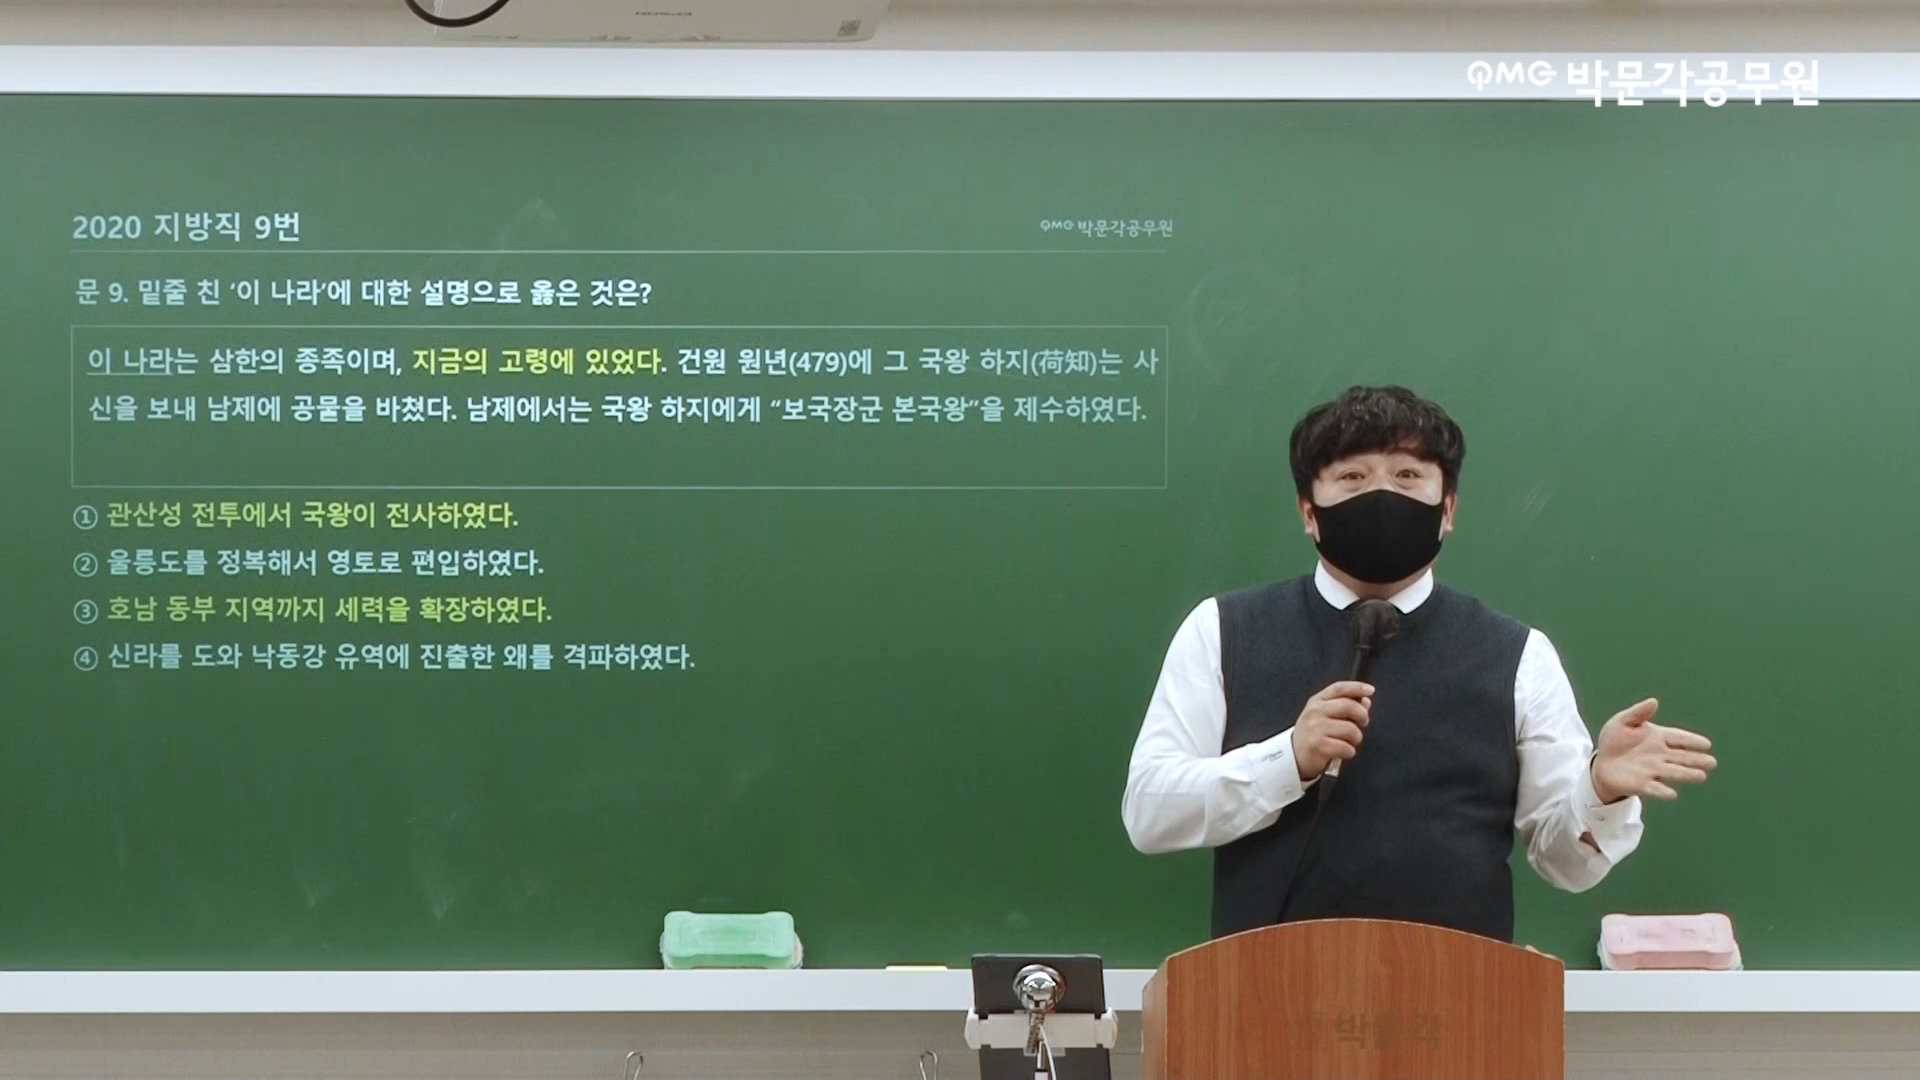 EPSON
PMG 박문각공무원
2020 지방직 9번
PMG 박문각공무원
문 9. 밑줄 친 ‘이 나라’에 대한 설명으로 옳은 것은?
이 나라는 삼한의 종족이며, 지금의 고령에 있었다. 건원 원년(479)에 그 국왕 하지(荷知)는 사
신을 보내 남제에 공물을 바쳤다. 남제에서는 국왕 하지에게 “보국장군 본국왕”을 제수하였다.
① 관산성 전투에서 국왕이 전사하였다.
② 울릉도를 정복해서 영토로 편입하였다.
③ 호남 동부 지역까지 세력을 확장하였다.
④ 신라를 도와 낙동강 유역에 진출한 왜를 격파하였다.
박문각